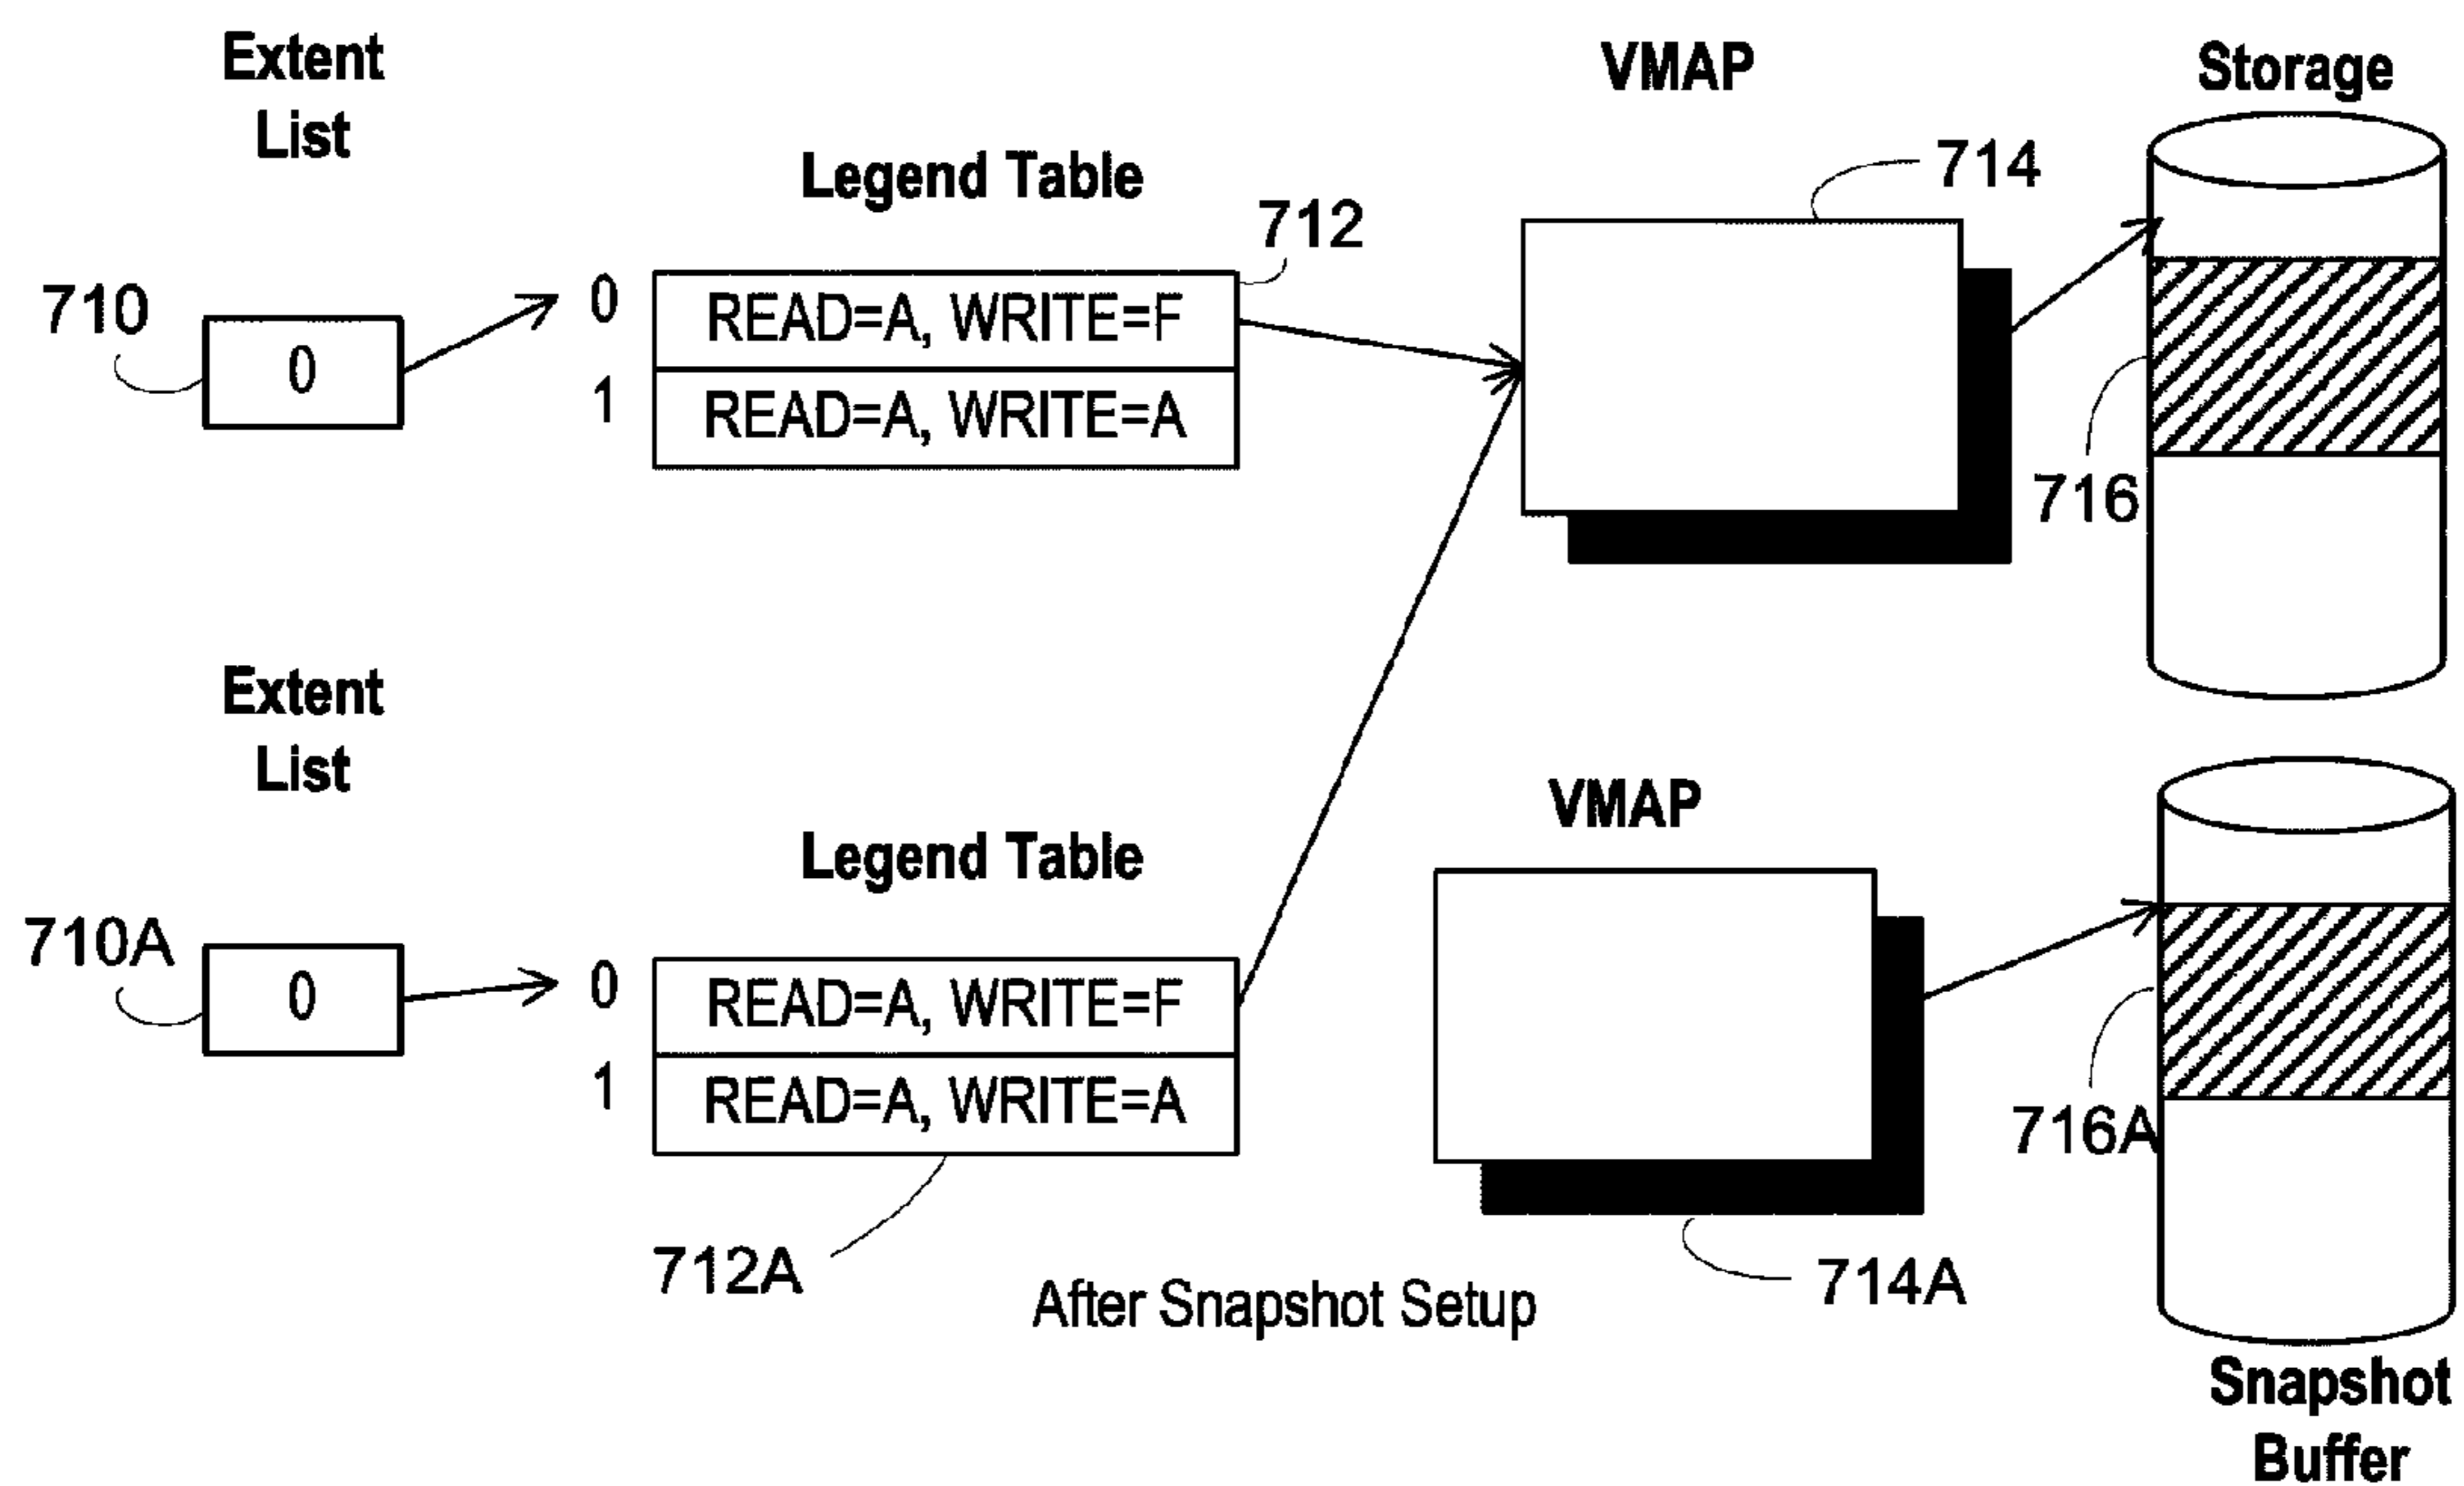 Extent
List
Legend Table
VMAP
Storage
710
0
0
1
712
READ=A, WRITE=F
READ=A, WRITE=A
714
716
Extent
List
Legend Table
VMAP
710A
0
0
1
READ=A, WRITE=F
READ=A, WRITE=A
712A
714A
716A
After Snapshot Setup
Snapshot
Buffer